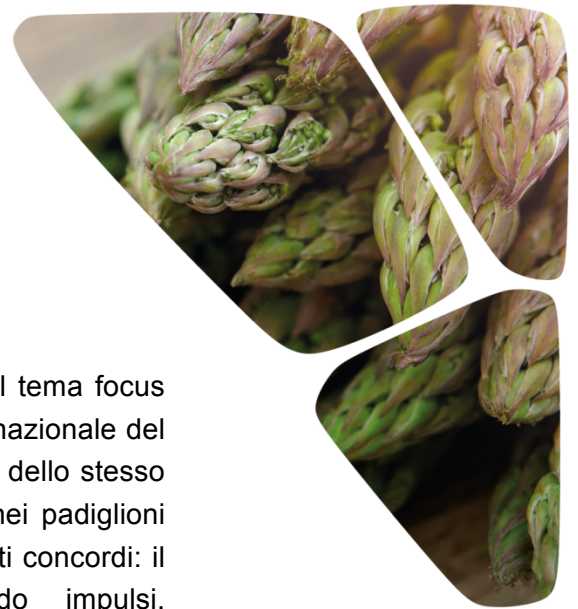 l tema focus
nazionale del
dello stesso
nei padiglioni
ti concordi: il
do impulsi.